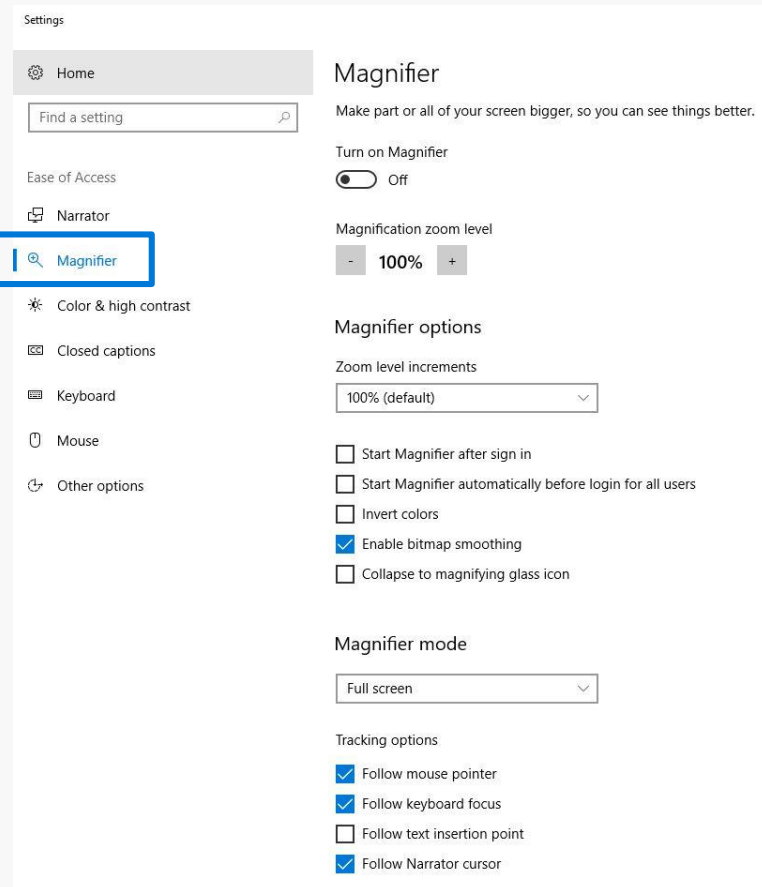 Settings
Home
Find a setting
Ease of Access
Narrator
Magnifier
Color & high contrast
Closed captions
Keyboard
Mouse
Other options
Magnifier
Make part or all of your screen bigger, so you can see things better.
Turn on Magnifier
Off
Magnification zoom level
- 100% +
Magnifier options
Zoom level increments
100% (default)
Start Magnifier after sign in
Start Magnifier automatically before login for all users
Invert colors
Enable bitmap smoothing
Collapse to magnifying glass icon
Magnifier mode
Full screen
Tracking options
Follow mouse pointer
Follow keyboard focus
Follow text insertion point
Follow Narrator cursor